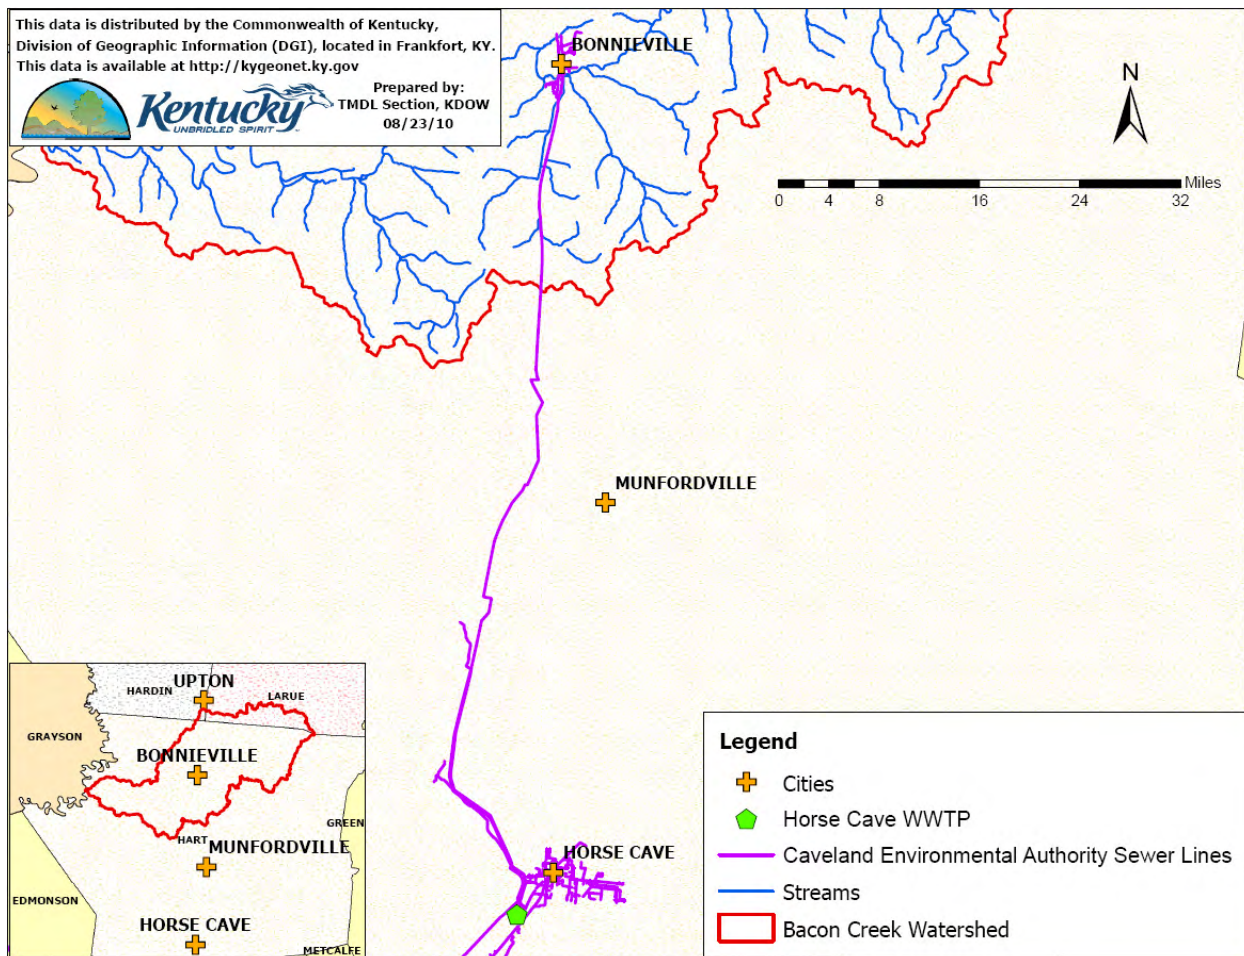 This data is distributed by the Commonwealth of Kentucky,
Division of Geographic Information (DGI), located in Frankfort, KY.
This data is available at http://kygeonet.ky.gov
Kentucky
UNBRIDLED SPIRIT
Prepared by:
TMDL Section, KDOW
08/23/10
BONNIEVILLE
N
Miles
0 4 8 16 24 32
MUNFORDVILLE
HORSE CAVE
UPTON
HARDIN
LARUE
GRAYSON
BONNIEVILLE
GREEN
HART
MUNFORDVILLE
EDMONSON
HORSE CAVE
METCALFE
Legend
Cities
Horse Cave WWTP
Caveland Environmental Authority Sewer Lines
Streams
Bacon Creek Watershed